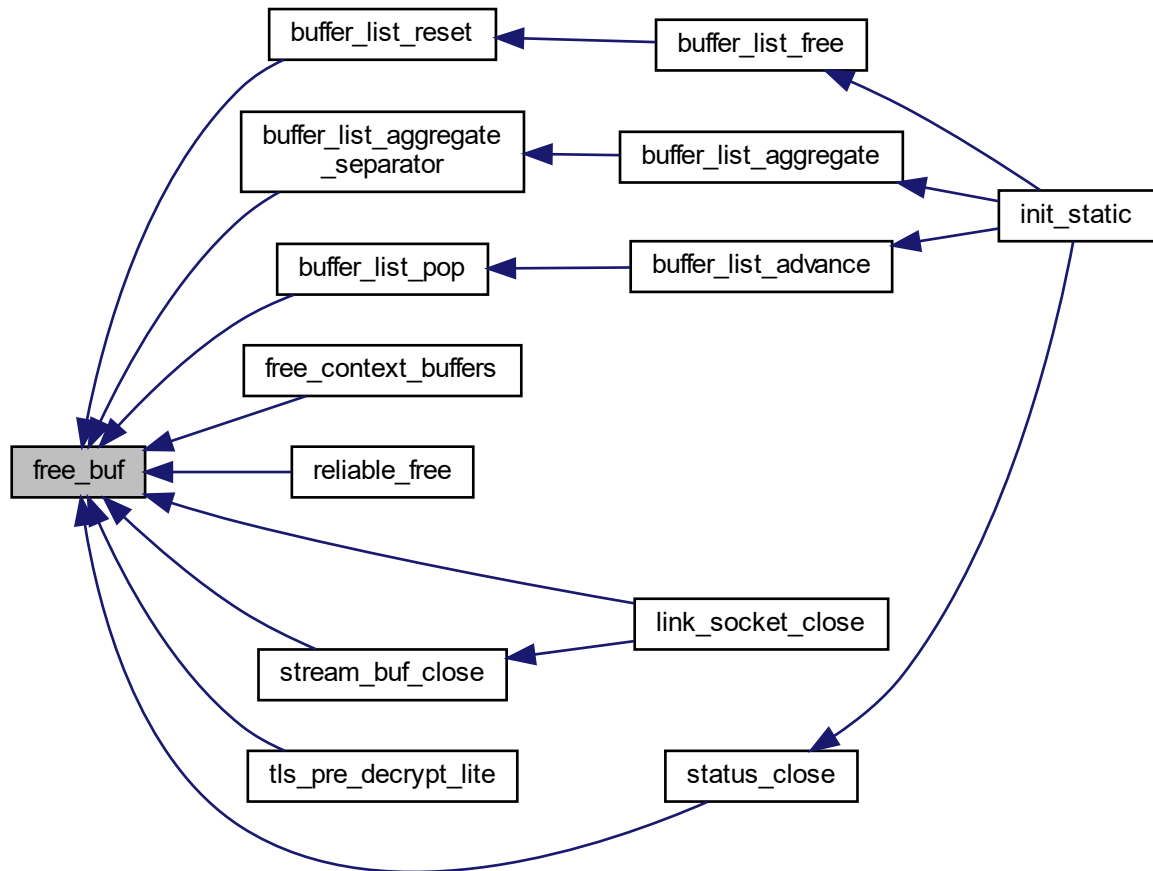 buffer_list_reset
buffer_list_free
buffer_list_aggregate
_separator
buffer_list_aggregate
init_static
buffer_list_pop
buffer_list_advance
free_context_buffers
free_buf
reliable_free
link_socket_close
stream_buf_close
tls_pre_decrypt_lite
status_close